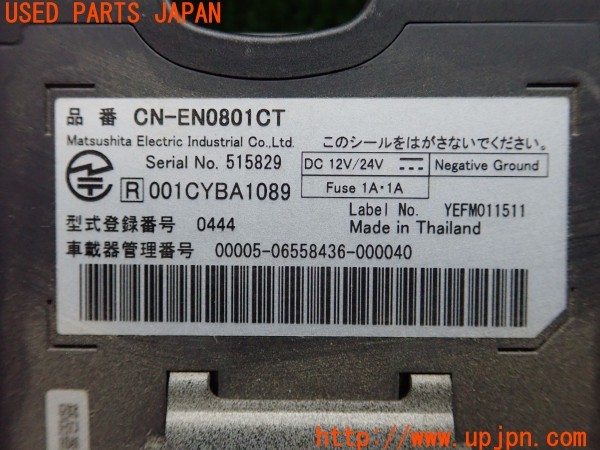 USED PARTS JAPAN
品 番 CN-EN0801CT
Matsushita Electric Industrial Co.,Ltd.
このシールをはがさないでください。
Serial No. 515829
DC 12V/24V
Negative Ground
Fuse 1A・1A
R 001CYBA1089
Label No. YEFM011511
型式登録番号 0444
Made in Thailand
車載器管理番号 00005-06558436-000040
http://www.upjpn.com